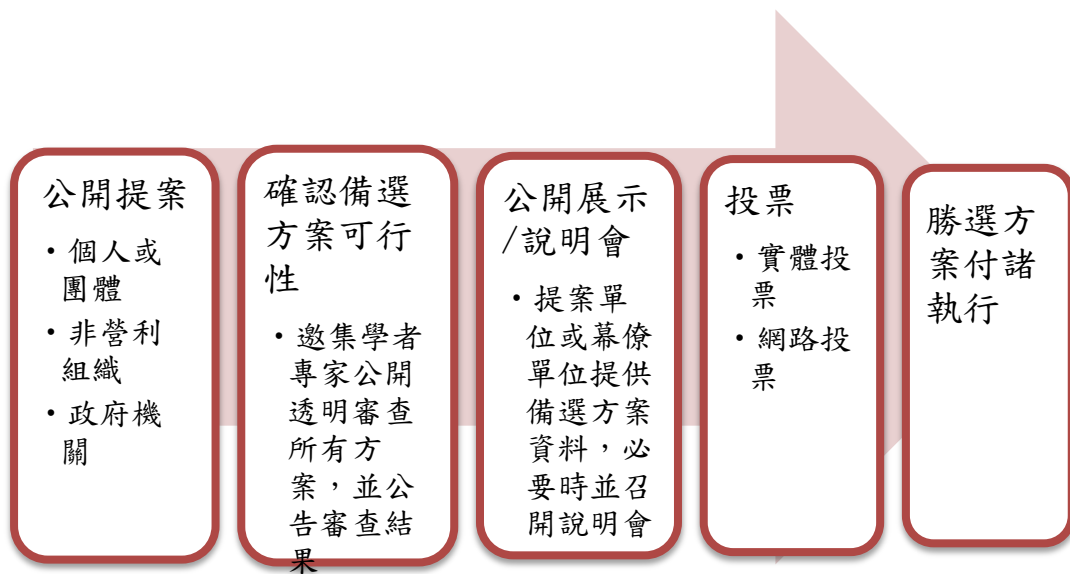 公開提案
• 個人或
團體
• 非營利
組織
• 政府機
關
確認備選
方案可行
性
• 邀集學者
專家公開
透明審查
所有方
案，並公
告審查結
果
公開展示
/說明會
• 提案單
位或幕僚
單位提供
備選方案
資料，必
要時並召
開說明會
投票
• 實體投
票
• 網路投
票
勝選方
案付諸
執行